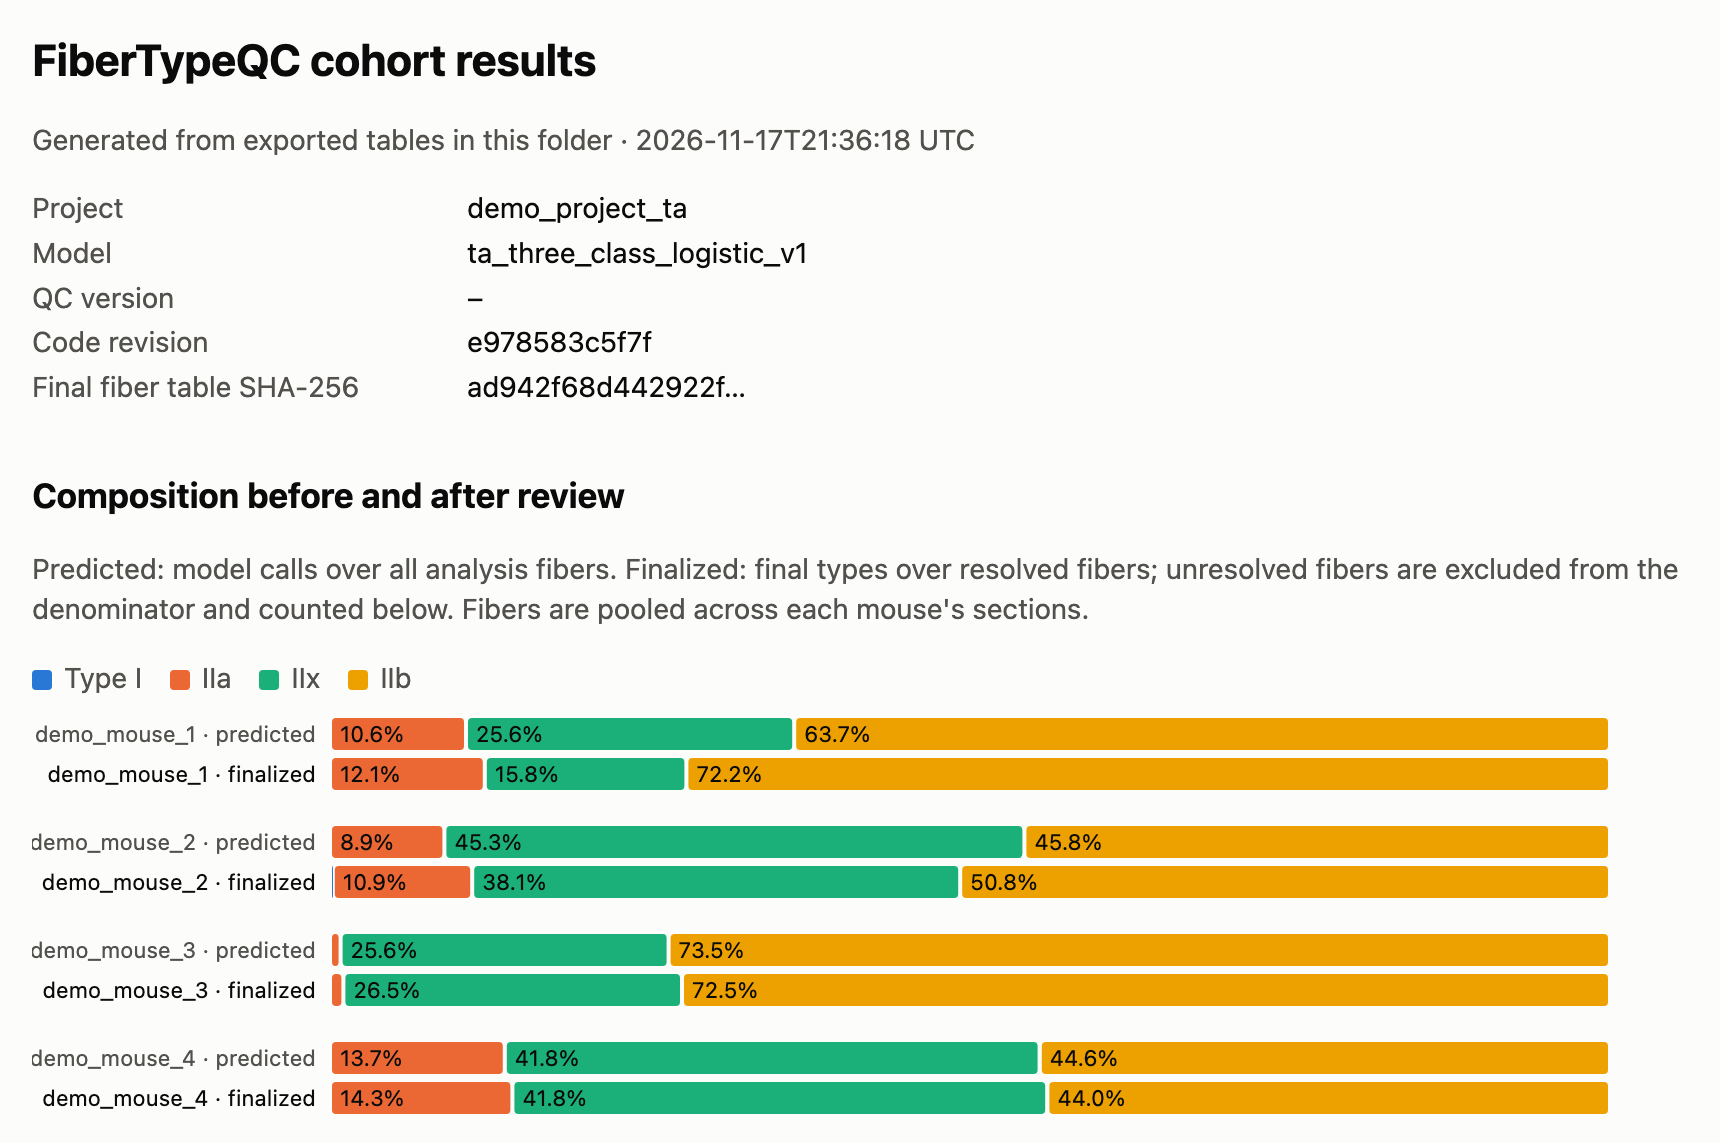 FiberTypeQC cohort results
Generated from exported tables in this folder · 2026-11-17T21:36:18 UTC
Project demo_project_ta
Model ta_three_class_logistic_v1
QC version –
Code revision e978583c5f7f
Final fiber table SHA-256 ad942f68d442922f...
Composition before and after review
Predicted: model calls over all analysis fibers. Finalized: final types over resolved fibers; unresolved fibers are excluded from the
denominator and counted below. Fibers are pooled across each mouse's sections.
Type I IIa IIx IIb
demo_mouse_1 · predicted 10.6% 25.6% 63.7%
demo_mouse_1 · finalized 12.1% 15.8% 72.2%
demo_mouse_2 · predicted 8.9% 45.3% 45.8%
demo_mouse_2 · finalized 10.9% 38.1% 50.8%
demo_mouse_3 · predicted 25.6% 73.5%
demo_mouse_3 · finalized 26.5% 72.5%
demo_mouse_4 · predicted 13.7% 41.8% 44.6%
demo_mouse_4 · finalized 14.3% 41.8% 44.0%